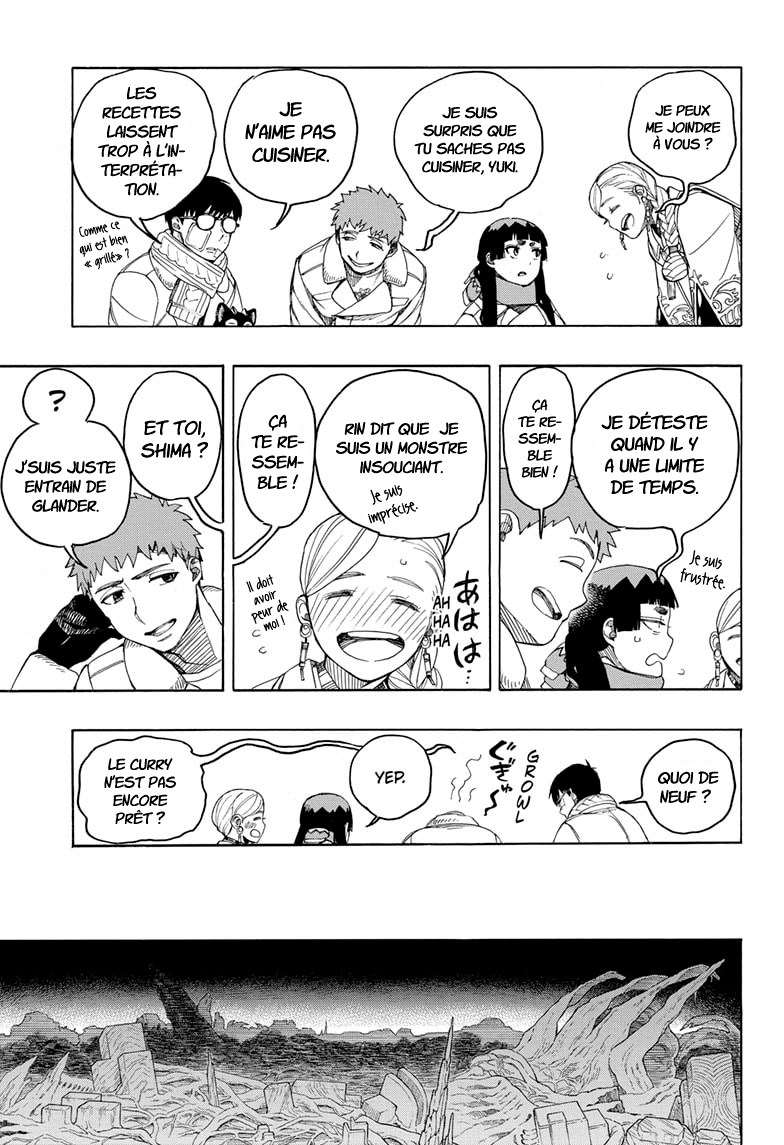 JE PEUX
ME JOINDRE
À VOUS ?
JE SUIS
SURPRIS QUE
TU SACHES PAS
CUISINER, YUKI.
JE
N'AIME PAS
CUISINER.
LES
RECETTES
LAISSENT
TROP À L'IN-
TERPRÉTA-
TION.
Comme ce
qui est bien
« grillé» ?
JE DÉTESTE
QUAND IL Y
A UNE LIMITE
DE TEMPS.
Je suis
frustrée.
ÇA
TE RE-
SSEM-
BLE
BIEN !
RIN DIT QUE JE
SUIS UN MONSTRE
INSOUCIANT.
Je suis
imprécise.
あはは…
AH
HA
HA
ÇA
TE RE-
SSEM-
BLE !
Il doit
avoir
peur de
moi !
ET TOI,
SHIMA ?
?
J'SUIS JUSTE
ENTRAIN DE
GLANDER.
QUOI DE
NEUF ?
GROWL
ぐぎゅ〜
YEP.
LE CURRY
N'EST PAS
ENCORE
PRÊT ?